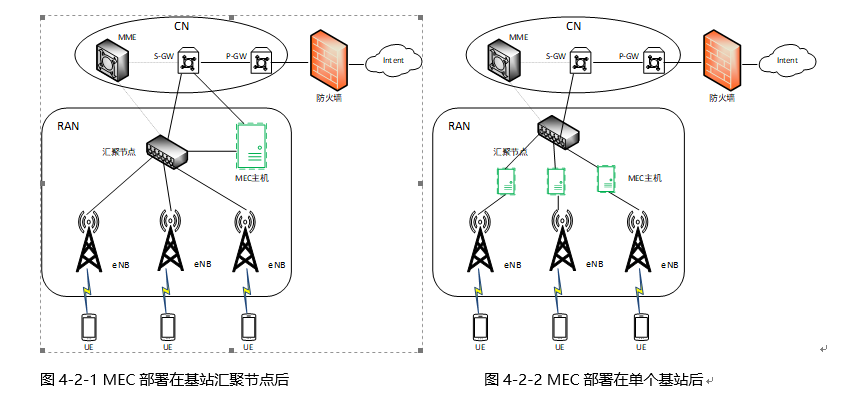 CN
MME
S-GW
P-GW
Intent
防火墙
RAN
汇聚节点
MEC主机
eNB
eNB
eNB
UE
UE
UE
图 4-2-1 MEC 部署在基站汇聚节点后
CN
MME
S-GW
P-GW
Intent
防火墙
RAN
汇聚节点
MEC主机
eNB
eNB
eNB
UE
UE
UE
图 4-2-2 MEC 部署在单个基站后